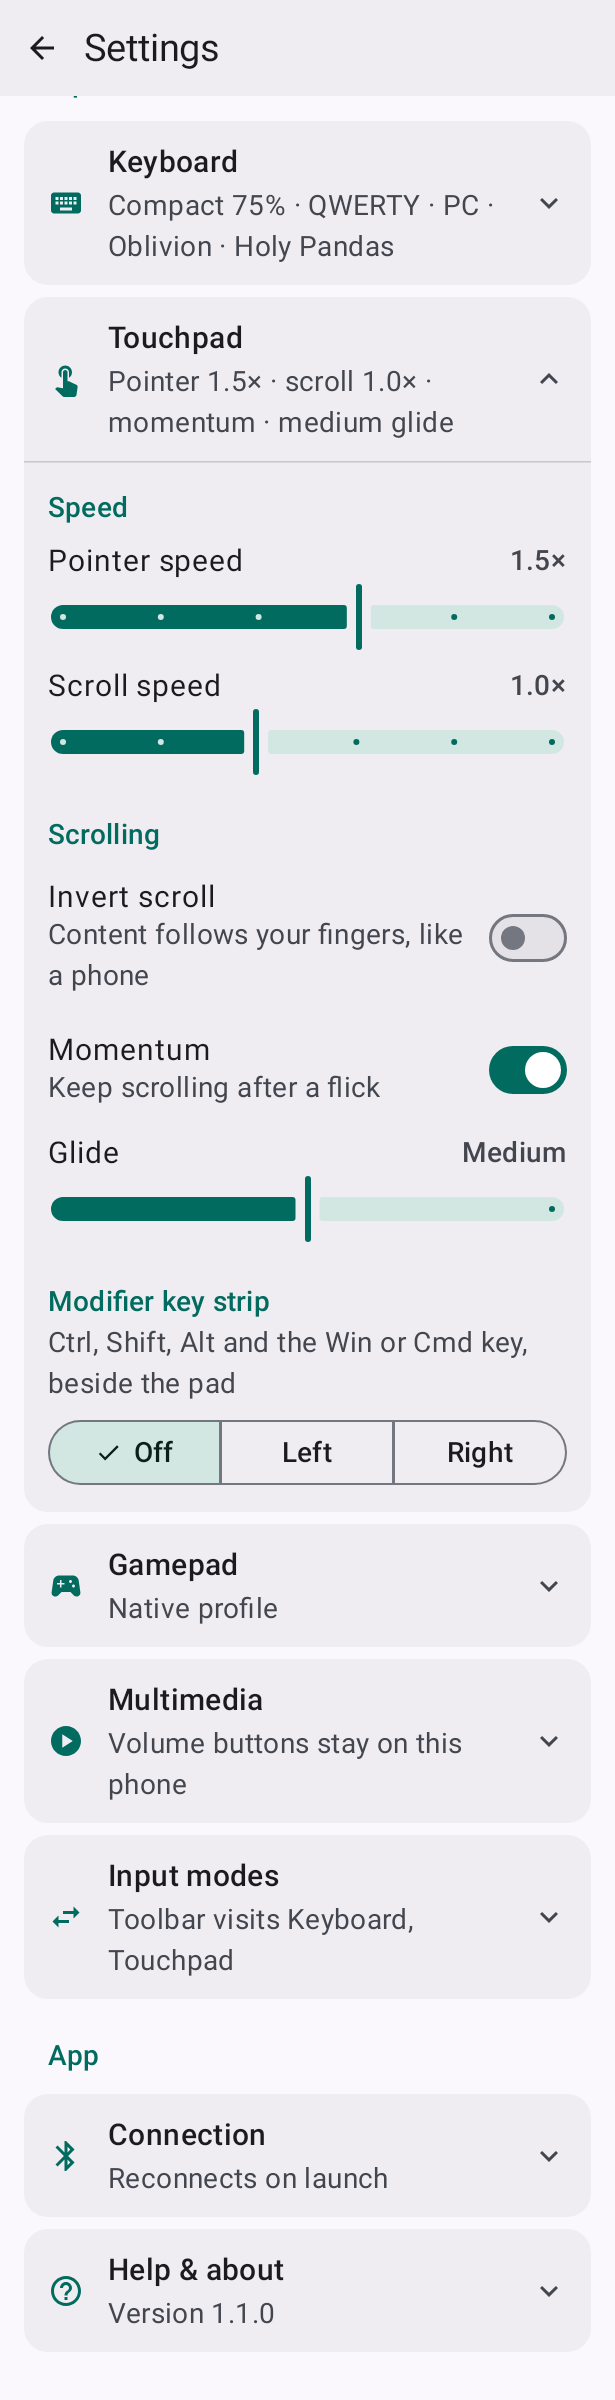 Settings
Keyboard
Compact 75% · QWERTY · PC ·
Oblivion · Holy Pandas
Touchpad
Pointer 1.5× · scroll 1.0× ·
momentum · medium glide
Speed
Pointer speed 1.5×
Scroll speed 1.0×
Scrolling
Invert scroll
Content follows your fingers, like
a phone
Momentum
Keep scrolling after a flick
Glide Medium
Modifier key strip
Ctrl, Shift, Alt and the Win or Cmd key,
beside the pad
Off Left Right
Gamepad
Native profile
Multimedia
Volume buttons stay on this
phone
Input modes
Toolbar visits Keyboard,
Touchpad
App
Connection
Reconnects on launch
Help & about
Version 1.1.0